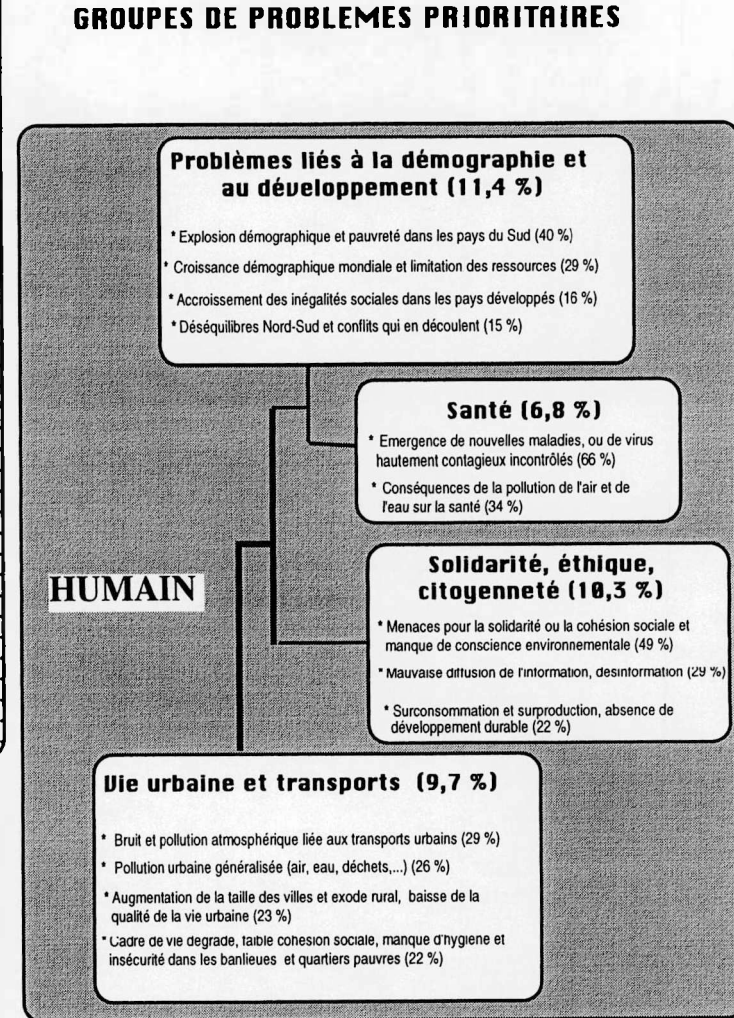 GROUPES DE PROBLEMES PRIORITAIRES
Problèmes liés à la démographie et
au développement (11,4 %)
* Explosion démographique et pauvreté dans les pays du Sud (40 %)
* Croissance démographique mondiale et limitation des ressources (29 %)
* Accroissement des inégalités sociales dans les pays développés (16 %)
* Déséquilibres Nord-Sud et conflits qui en découlent (15 %)
Santé (6,8 %)
* Emergence de nouvelles maladies, ou de virus
hautement contagieux incontrôlés (66 %)
* Conséquences de la pollution de l'air et de
l'eau sur la santé (34 %)
HUMAIN
Solidarité, éthique,
citoyenneté (10,3 %)
* Menaces pour la solidarité ou la cohésion sociale et
manque de conscience environnementale (49 %)
* Mauvaise diffusion de l'information, désinformation (29 %)
* Surconsommation et surproduction, absence de
développement durable (22 %)
Vie urbaine et transports (9,7 %)
* Bruit et pollution atmosphérique liée aux transports urbains (29 %)
* Pollution urbaine généralisée (air, eau, déchets,...) (26 %)
* Augmentation de la taille des villes et exode rural, baisse de la
qualité de la vie urbaine (23 %)
* Cadre de vie dégradé, faible cohésion sociale, manque d'hygiène et
insécurité dans les banlieues et quartiers pauvres (22 %)